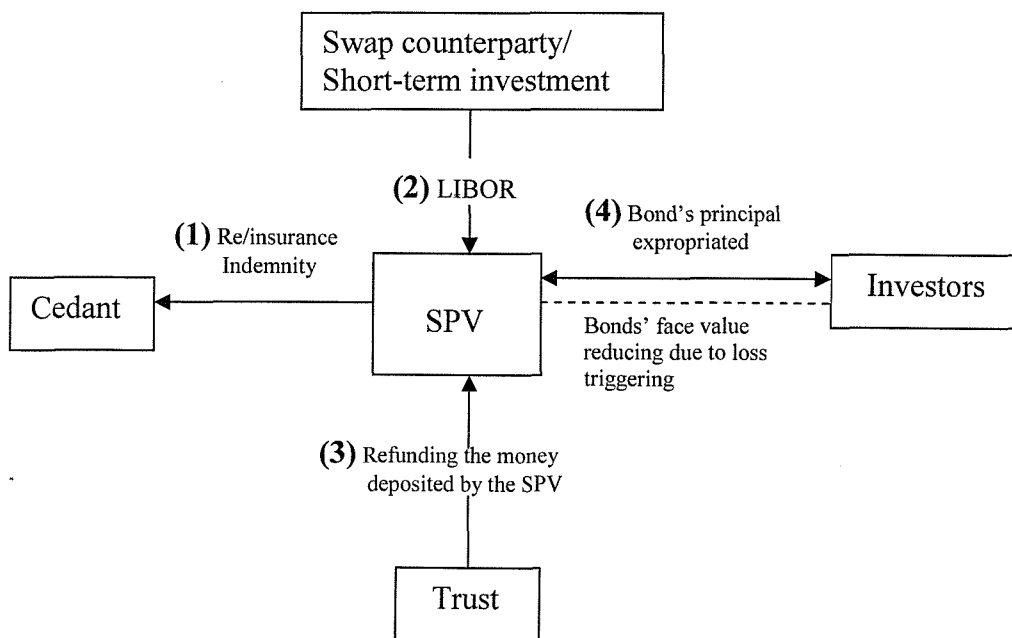 Swap counterparty/
Short-term investment
(2) LIBOR
(4) Bond's principal
expropriated
(1) Re/insurance
Indemnity
Cedant
SPV
Investors
Bonds' face value
reducing due to loss
triggering
(3) Refunding the money
deposited by the SPV
Trust